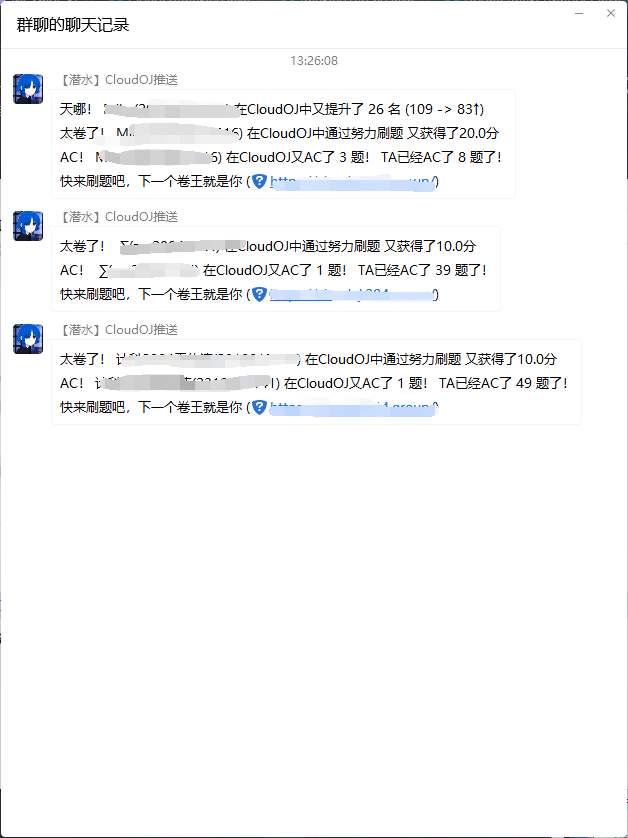 群聊的聊天记录
13:26:08
【潜水】CloudOJ推送
天哪！ 在CloudOJ中又提升了 26 名 (109 -> 83↑)
太卷了！ 16) 在CloudOJ中通过努力刷题 又获得了20.0分
AC！ 6) 在CloudOJ又AC了 3 题！ TA已经AC了 8 题了！
快来刷题吧，下一个卷王就是你 ( )
【潜水】CloudOJ推送
太卷了！ 在CloudOJ中通过努力刷题 又获得了10.0分
AC！ 在CloudOJ又AC了 1 题！ TA已经AC了 39 题了！
快来刷题吧，下一个卷王就是你 ( )
【潜水】CloudOJ推送
太卷了！ ) 在CloudOJ中通过努力刷题 又获得了10.0分
AC！ ) 在CloudOJ又AC了 1 题！ TA已经AC了 49 题了！
快来刷题吧，下一个卷王就是你 ( )